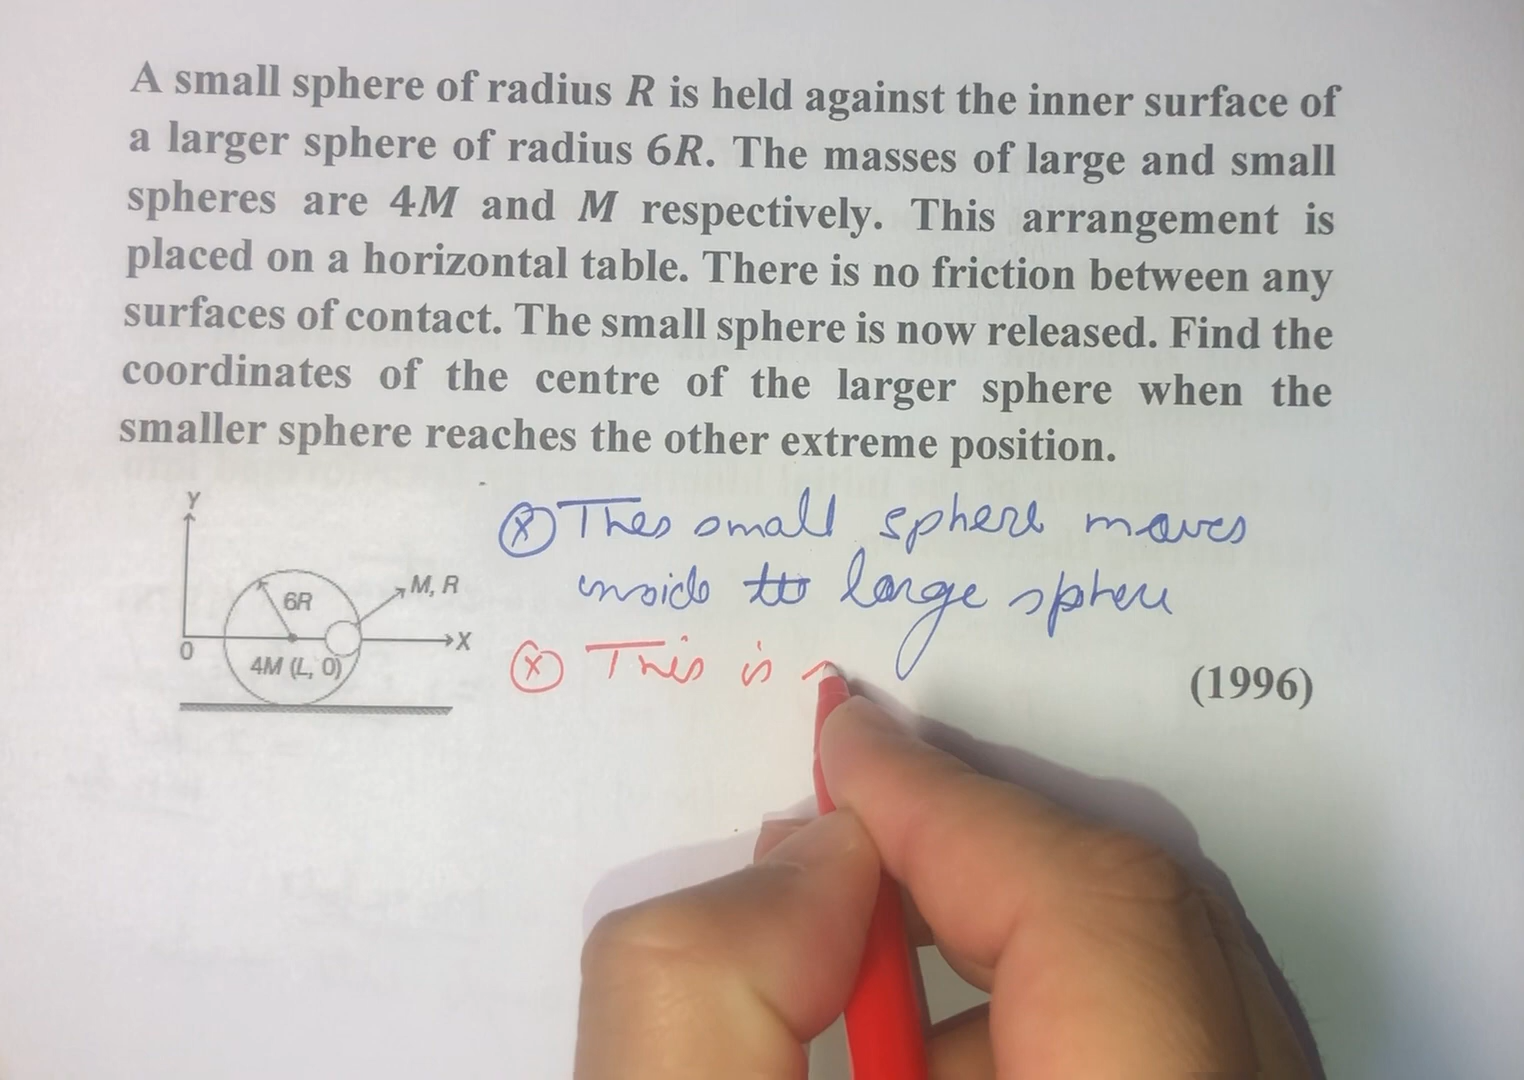 A small sphere of radius R is held against the inner surface of
a larger sphere of radius 6R. The masses of large and small
spheres are 4M and M respectively. This arrangement is
placed on a horizontal table. There is no friction between any
surfaces of contact. The small sphere is now released. Find the
coordinates of the centre of the larger sphere when the
smaller sphere reaches the other extreme position.
Y
M, R
6R
X
0
4M (L, 0)
(x) Thes small sphere moves
inside large sphere
(x) This is
(1996)